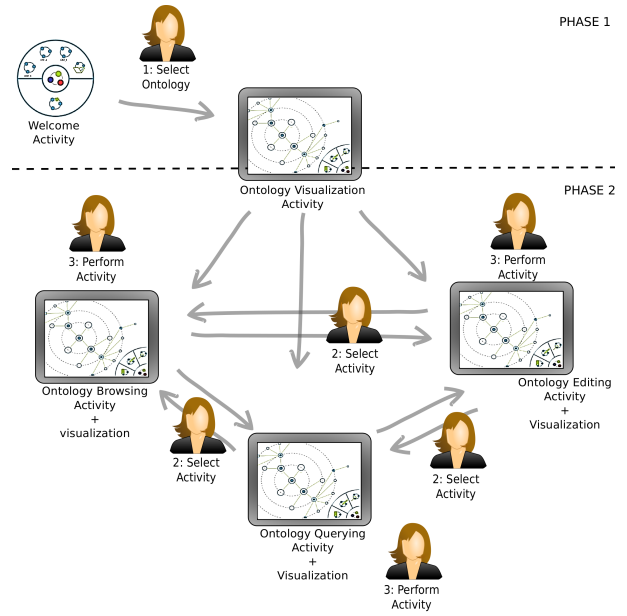 PHASE 1
1: Select
Ontology
Welcome
Activity
PHASE 2
Ontology Visualization
Activity
3: Perform
Activity
3: Perform
Activity
2: Select
Activity
Ontology Browsing
Activity
+
visualization
Ontology Editing
Activity
+
Visualization
2: Select
Activity
2: Select
Activity
Ontology Querying
Activity
+
Visualization
3: Perform
Activity